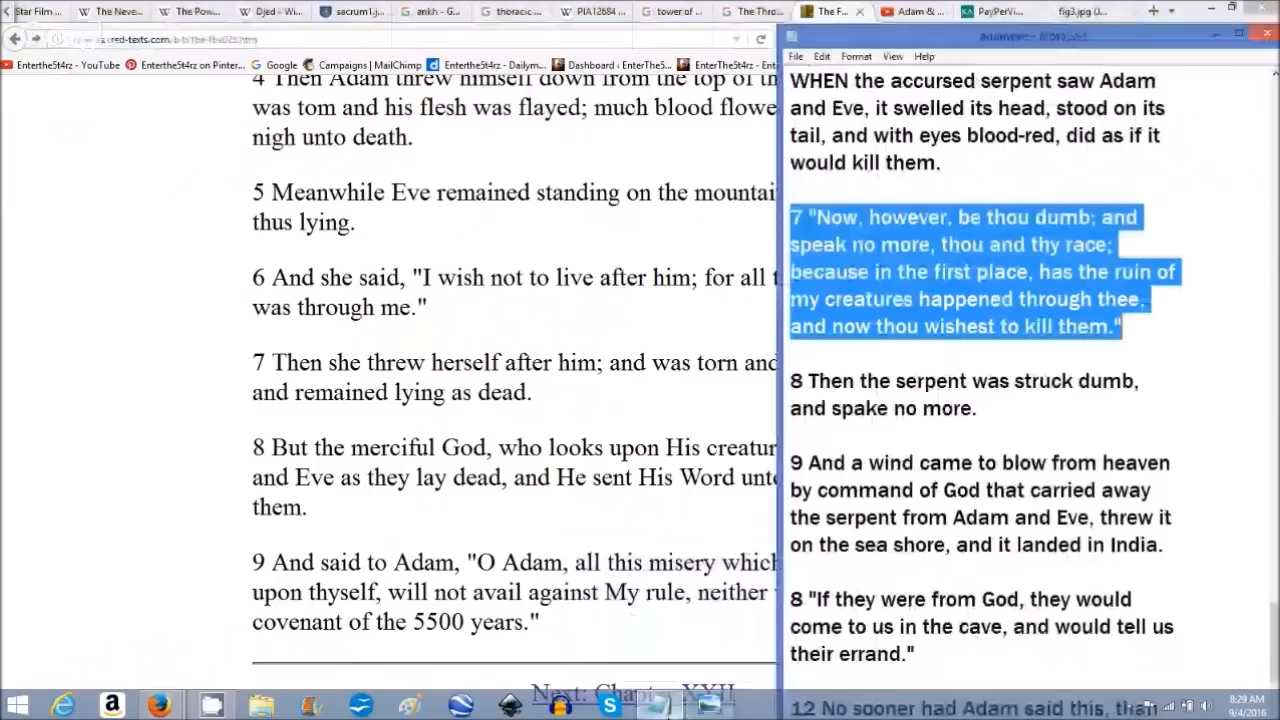 Star Film ...
The Neve...
The Pow...
Djed - Wi...
sacrum1.j...
ankh - G...
thoracic ...
PIA12684 ...
tower of ...
The Thro...
The F...
Adam & ...
PayPerVi...
fig3.jpg (I...
Enterthe5t4rz - YouTube
Enterthe5t4rz on Pinter...
Google
Campaigns | MailChimp
Enterthe5t4rz - Dailym...
Dashboard - EnterThe5...
Enterthe5t4rz - Enter...
File Edit Format View Help
4 Then Adam threw himself down from the top of th
was torn and his flesh was flayed; much blood flowe
nigh unto death.
5 Meanwhile Eve remained standing on the mountai
thus lying.
6 And she said, "I wish not to live after him; for all t
was through me."
7 Then she threw herself after him; and was torn and
and remained lying as dead.
8 But the merciful God, who looks upon His creatur
and Eve as they lay dead, and He sent His Word unto
them.
9 And said to Adam, "O Adam, all this misery which
upon thyself, will not avail against My rule, neither
covenant of the 5500 years."
Next: Chapter XXII
WHEN the accursed serpent saw Adam
and Eve, it swelled its head, stood on its
tail, and with eyes blood-red, did as if it
would kill them.
7 "Now, however, be thou dumb; and
speak no more, thou and thy race;
because in the first place, has the ruin of
my creatures happened through thee,
and now thou wishest to kill them."
8 Then the serpent was struck dumb,
and spake no more.
9 And a wind came to blow from heaven
by command of God that carried away
the serpent from Adam and Eve, threw it
on the sea shore, and it landed in India.
8 "If they were from God, they would
come to us in the cave, and would tell us
their errand."
12 No sooner had Adam said this, than
8:29 AM
9/4/2016